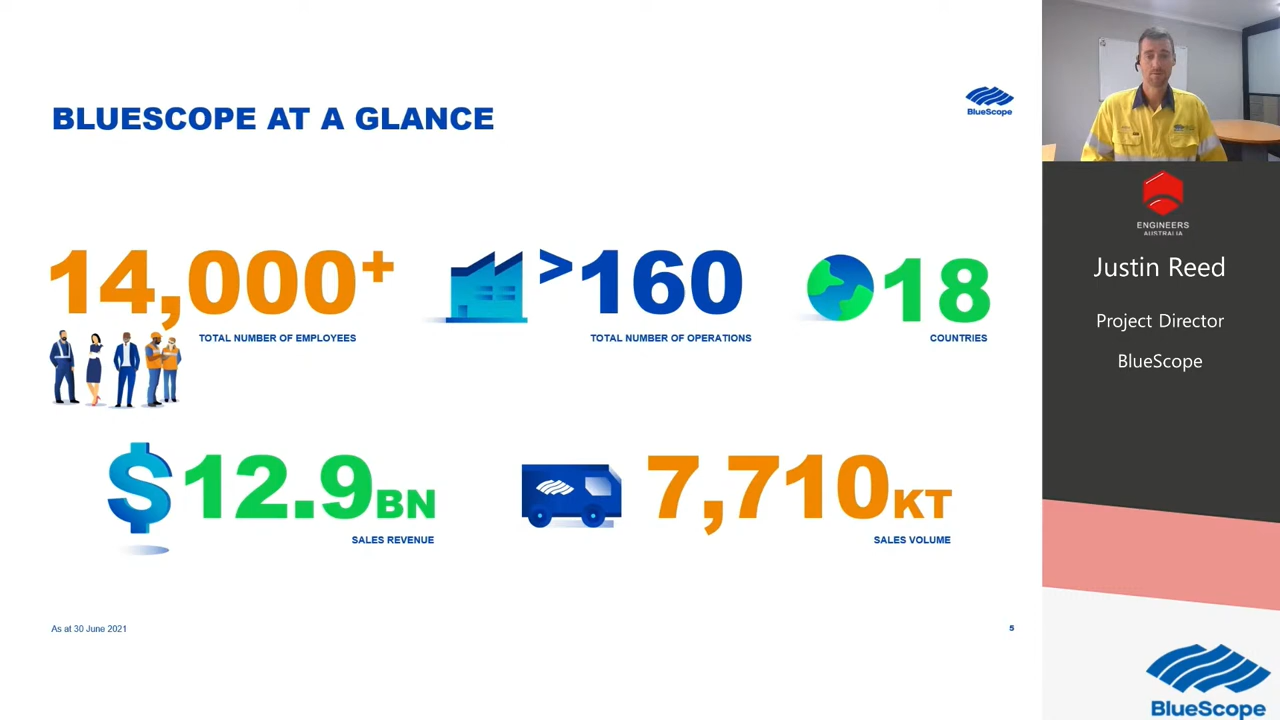 BLUESCOPE AT A GLANCE
BlueScope
14,000+
TOTAL NUMBER OF EMPLOYEES
>160
TOTAL NUMBER OF OPERATIONS
18
COUNTRIES
$12.9BN
SALES REVENUE
7,710KT
SALES VOLUME
As at 30 June 2021
5
ENGINEERS
AUSTRALIA
Justin Reed
Project Director
BlueScope
BlueScope